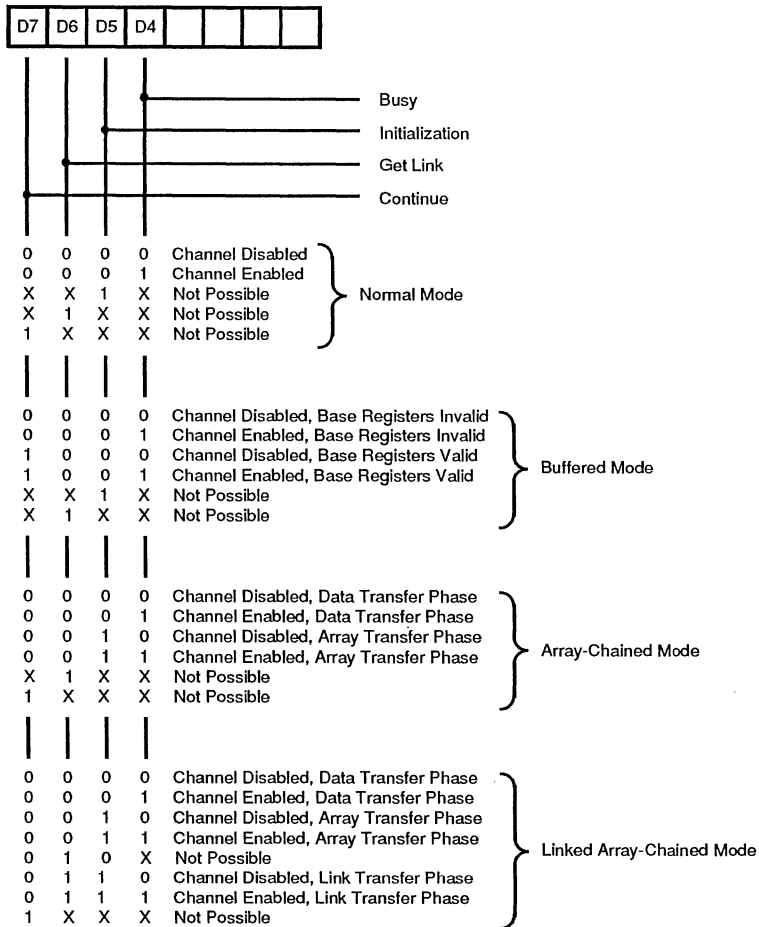 D7 D6 D5 D4
Busy
Initialization
Get Link
Continue
0 0 0 0 Channel Disabled
0 0 0 1 Channel Enabled
X X 1 X Not Possible
X 1 X X Not Possible
1 X X X Not Possible
Normal Mode
0 0 0 0 Channel Disabled, Base Registers Invalid
0 0 0 1 Channel Enabled, Base Registers Invalid
1 0 0 0 Channel Disabled, Base Registers Valid
1 0 0 1 Channel Enabled, Base Registers Valid
X X 1 X Not Possible
X 1 X X Not Possible
Buffered Mode
0 0 0 0 Channel Disabled, Data Transfer Phase
0 0 0 1 Channel Enabled, Data Transfer Phase
0 0 1 0 Channel Disabled, Array Transfer Phase
0 0 1 1 Channel Enabled, Array Transfer Phase
X 1 X X Not Possible
1 X X X Not Possible
Array-Chained Mode
0 0 0 0 Channel Disabled, Data Transfer Phase
0 0 0 1 Channel Enabled, Data Transfer Phase
0 0 1 0 Channel Disabled, Array Transfer Phase
0 0 1 1 Channel Enabled, Array Transfer Phase
0 1 0 X Not Possible
0 1 1 0 Channel Disabled, Link Transfer Phase
0 1 1 1 Channel Enabled, Link Transfer Phase
1 X X X Not Possible
Linked Array-Chained Mode